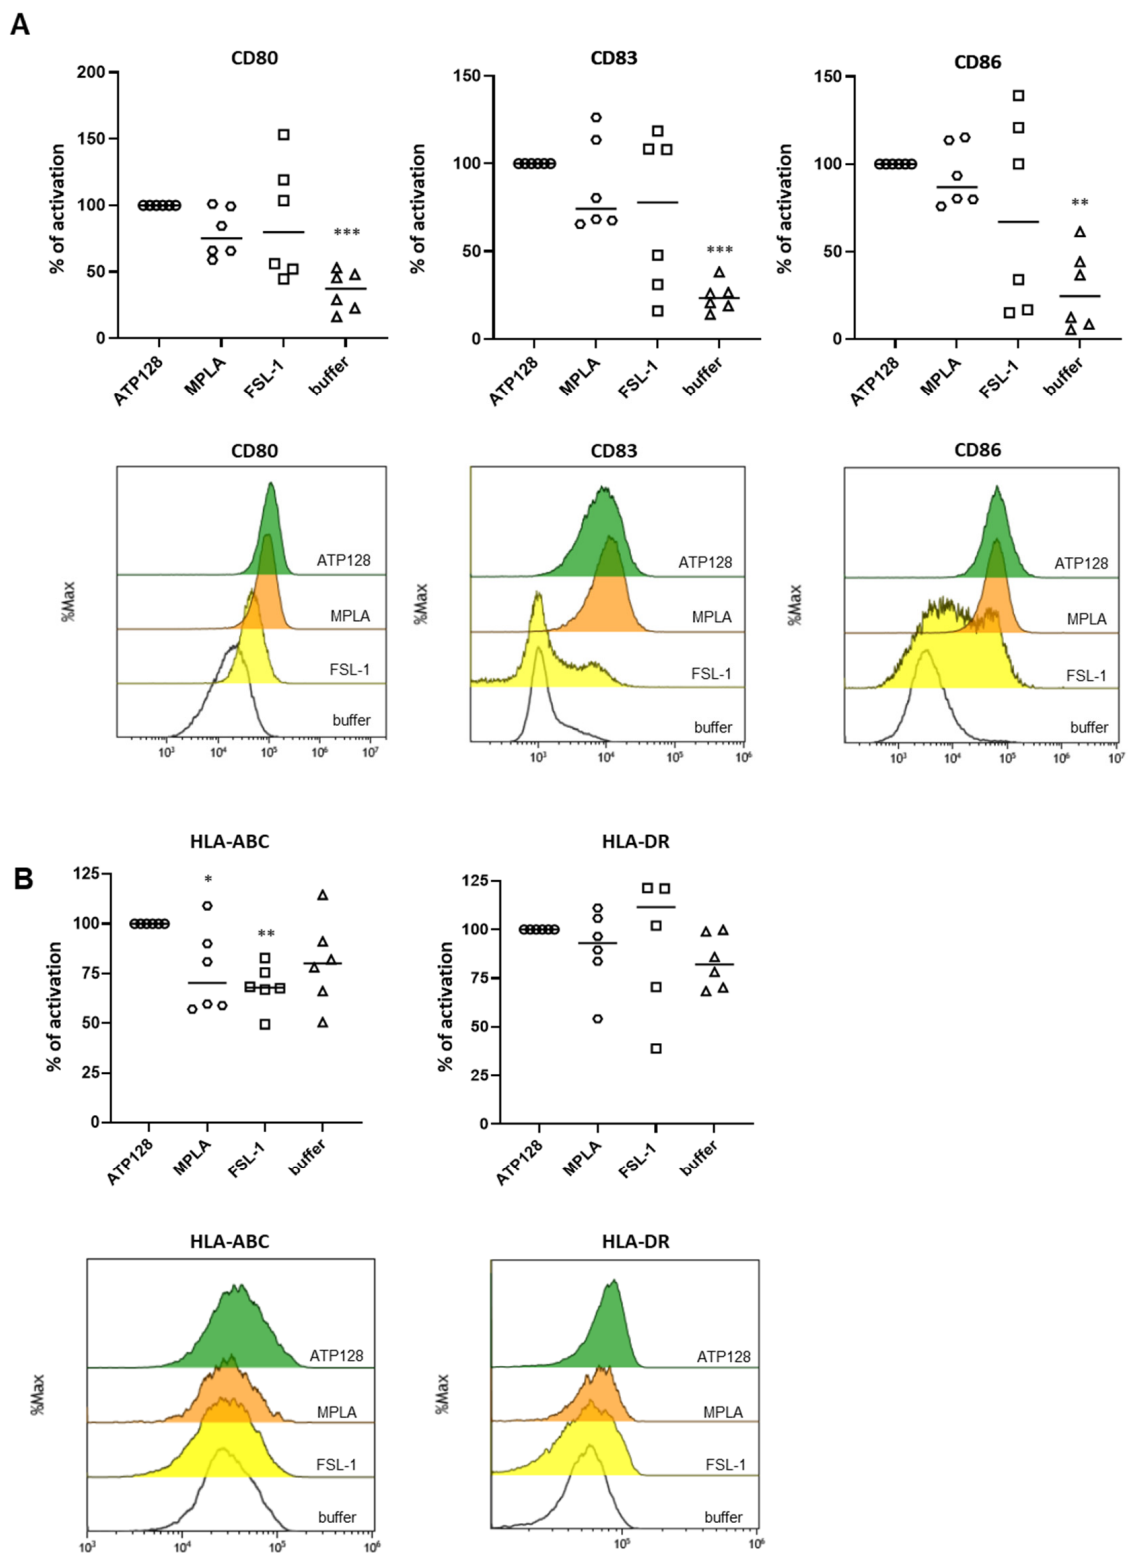 A
CD80
CD83
CD86
% of activation
200
150
100
50
0
***
ATP128
MPLA
FSL-1
buffer
% of activation
150
100
50
0
***
ATP128
MPLA
FSL-1
buffer
% of activation
150
100
50
0
**
ATP128
MPLA
FSL-1
buffer
CD80
%Max
ATP128
MPLA
FSL-1
buffer
10³ 10⁴ 10⁵ 10⁶ 10⁷
CD83
%Max
ATP128
MPLA
FSL-1
buffer
10³ 10⁴ 10⁵ 10⁶
CD86
ATP128
MPLA
FSL-1
buffer
10³ 10⁴ 10⁵ 10⁶ 10⁷
B
HLA-ABC
% of activation
125
100
75
50
25
0
*
**
ATP128
MPLA
FSL-1
buffer
HLA-DR
% of activation
125
100
75
50
25
0
ATP128
MPLA
FSL-1
buffer
HLA-ABC
%Max
ATP128
MPLA
FSL-1
buffer
10³ 10⁴ 10⁵ 10⁶
HLA-DR
%Max
ATP128
MPLA
FSL-1
buffer
10⁵ 10⁶